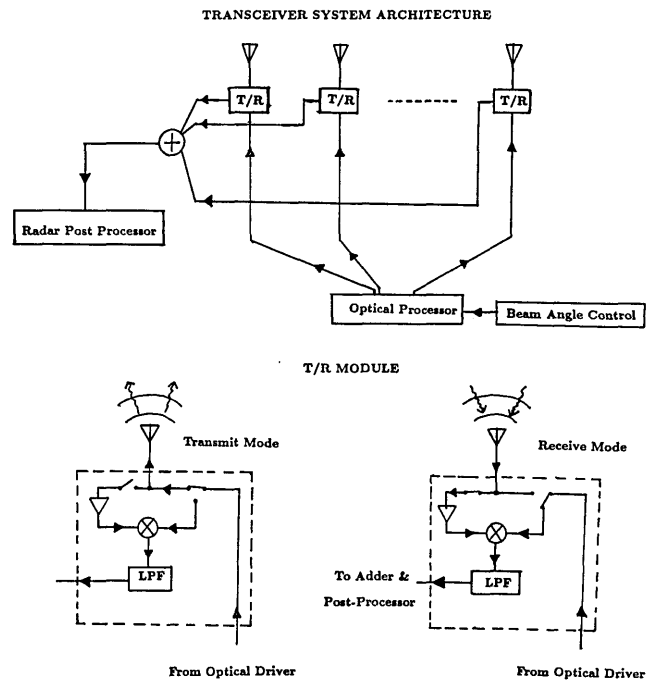 TRANSCEIVER SYSTEM ARCHITECTURE
T/R
T/R
T/R
+
Radar Post Processor
Optical Processor
Beam Angle Control
T/R MODULE
Transmit Mode
Receive Mode
LPF
LPF
To Adder &
Post-Processor
From Optical Driver
From Optical Driver